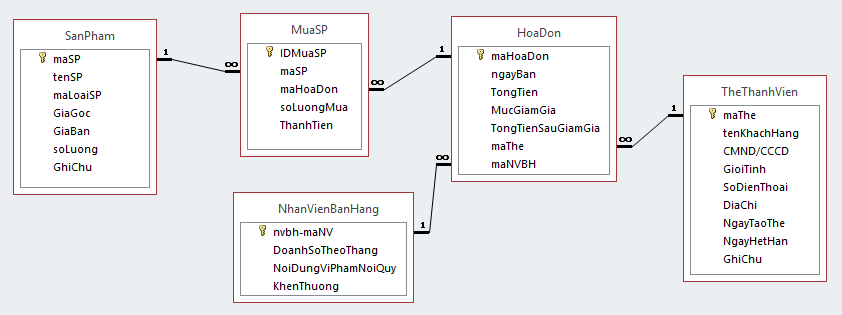 SanPham
maSP
tenSP
maLoaiSP
GiaGoc
GiaBan
soLuong
GhiChu
1
∞
MuaSP
IDMuaSP
maSP
maHoaDon
soLuongMua
ThanhTien
1
∞
HoaDon
maHoaDon
ngayBan
TongTien
MucGiamGia
TongTienSauGiamGia
maThe
maNVBH
1
∞
TheThanhVien
maThe
tenKhachHang
CMND/CCCD
GioiTinh
SoDienThoai
DiaChi
NgayTaoThe
NgayHetHan
GhiChu
∞
1
NhanVienBanHang
nvbh-maNV
DoanhSoTheoThang
NoiDungViPhamNoiQuy
KhenThuong